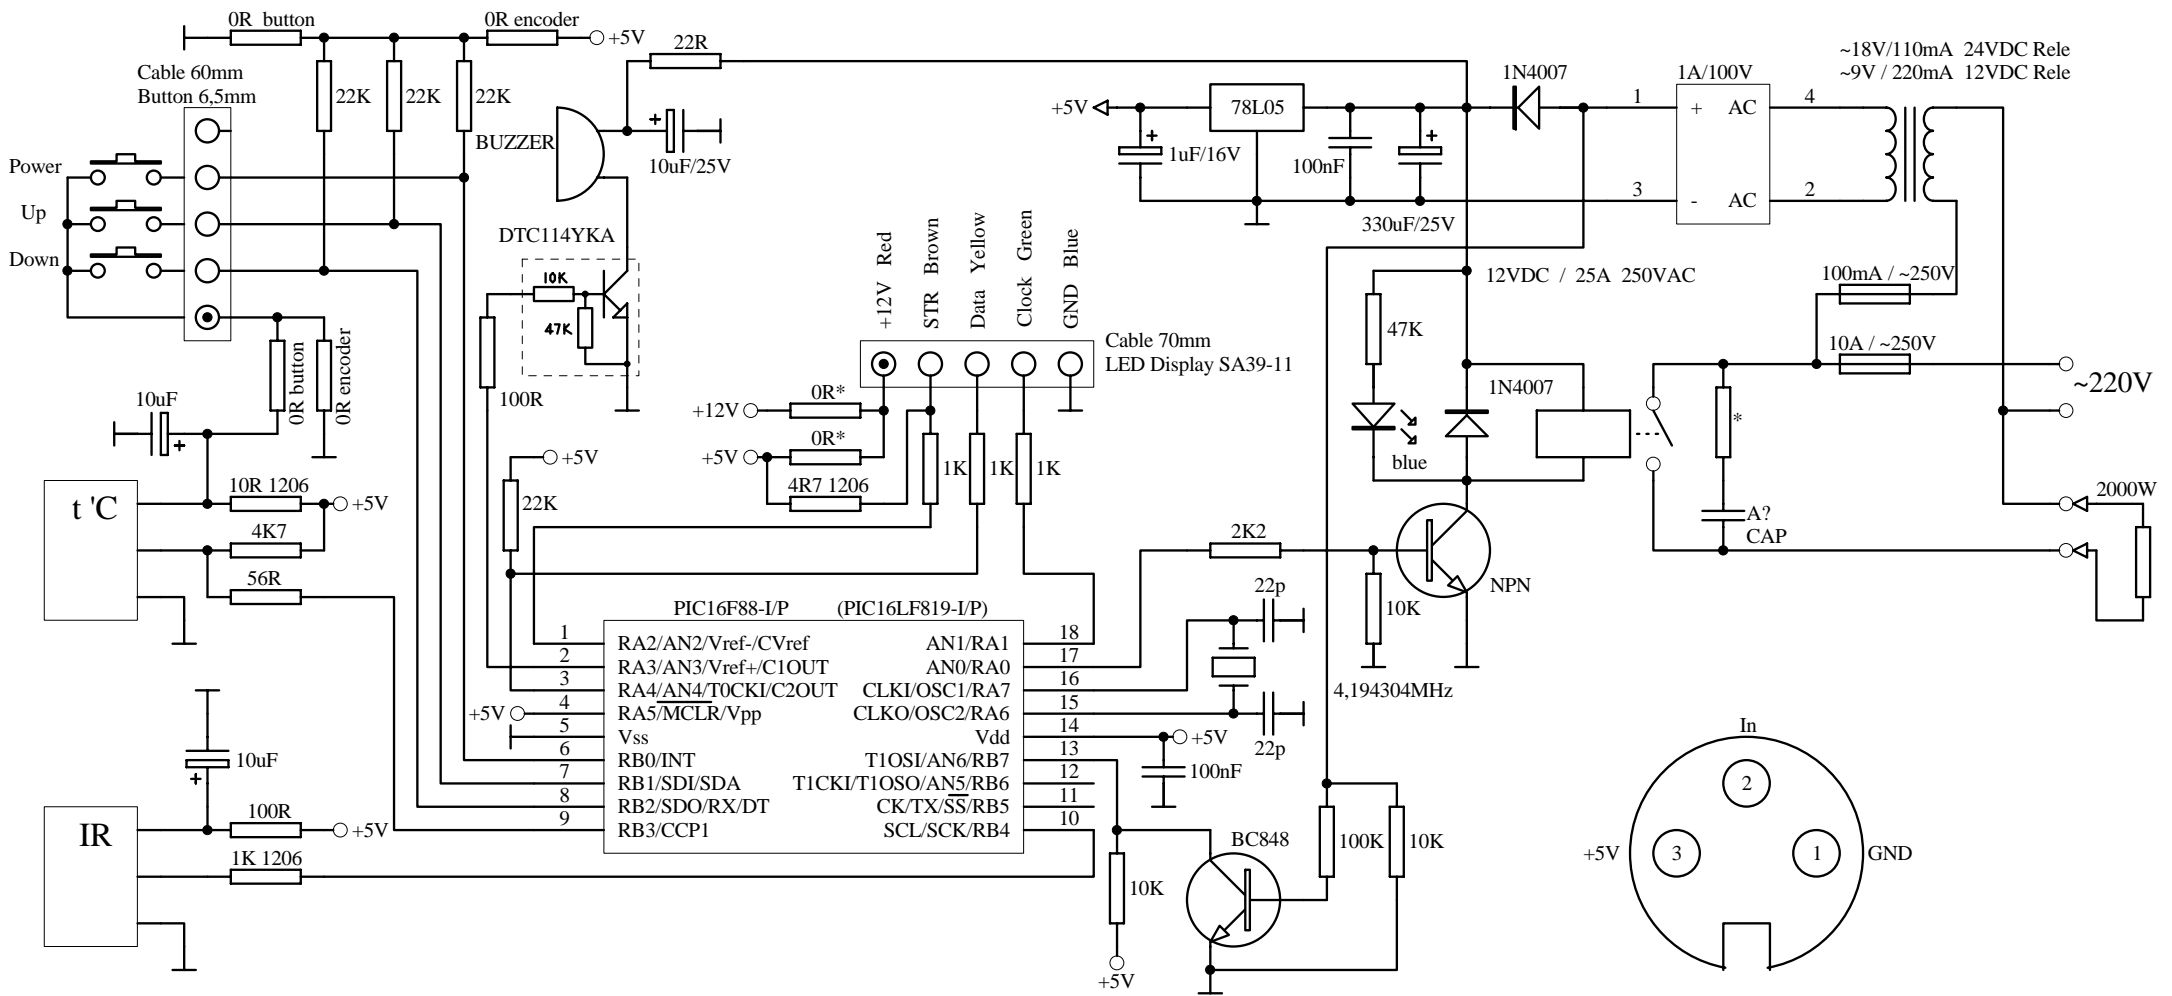 0R button
0R encoder
+5V
22R
~18V/110mA 24VDC Rele
~9V / 220mA 12VDC Rele
Cable 60mm
Button 6,5mm
22K
22K
22K
1N4007
1A/100V
+5V
78L05
1
+
AC
4
BUZZER
+
10uF/25V
+
1uF/16V
100nF
+
330uF/25V
3
-
AC
2
Power
Up
Down
DTC114YKA
10K
47K
100R
+12V Red
STR Brown
Data Yellow
Clock Green
GND Blue
12VDC / 25A 250VAC
100mA / ~250V
47K
Cable 70mm
LED Display SA39-11
10A / ~250V
~220V
1N4007
0R button
0R encoder
10uF
+
+12V
0R*
+5V
0R*
4R7 1206
1K
1K
1K
blue
*
t 'C
10R 1206
+5V
4K7
56R
+5V
22K
2K2
A?
CAP
2000W
NPN
10K
22p
4,194304MHz
22p
PIC16F88-I/P
(PIC16LF819-I/P)
1
RA2/AN2/Vref-/CVref
AN1/RA1
18
2
RA3/AN3/Vref+/C1OUT
AN0/RA0
17
3
RA4/AN4/T0CKI/C2OUT
CLKI/OSC1/RA7
16
+5V
4
RA5/MCLR/Vpp
CLKO/OSC2/RA6
15
5
Vss
Vdd
14
+5V
6
RB0/INT
T1OSI/AN6/RB7
13
7
RB1/SDI/SDA
T1CKI/T1OSO/AN5/RB6
12
100nF
8
RB2/SDO/RX/DT
CK/TX/SS/RB5
11
9
RB3/CCP1
SCL/SCK/RB4
10
10uF
+
IR
100R
+5V
1K 1206
BC848
10K
+5V
100K
10K
In
2
+5V
3
1
GND